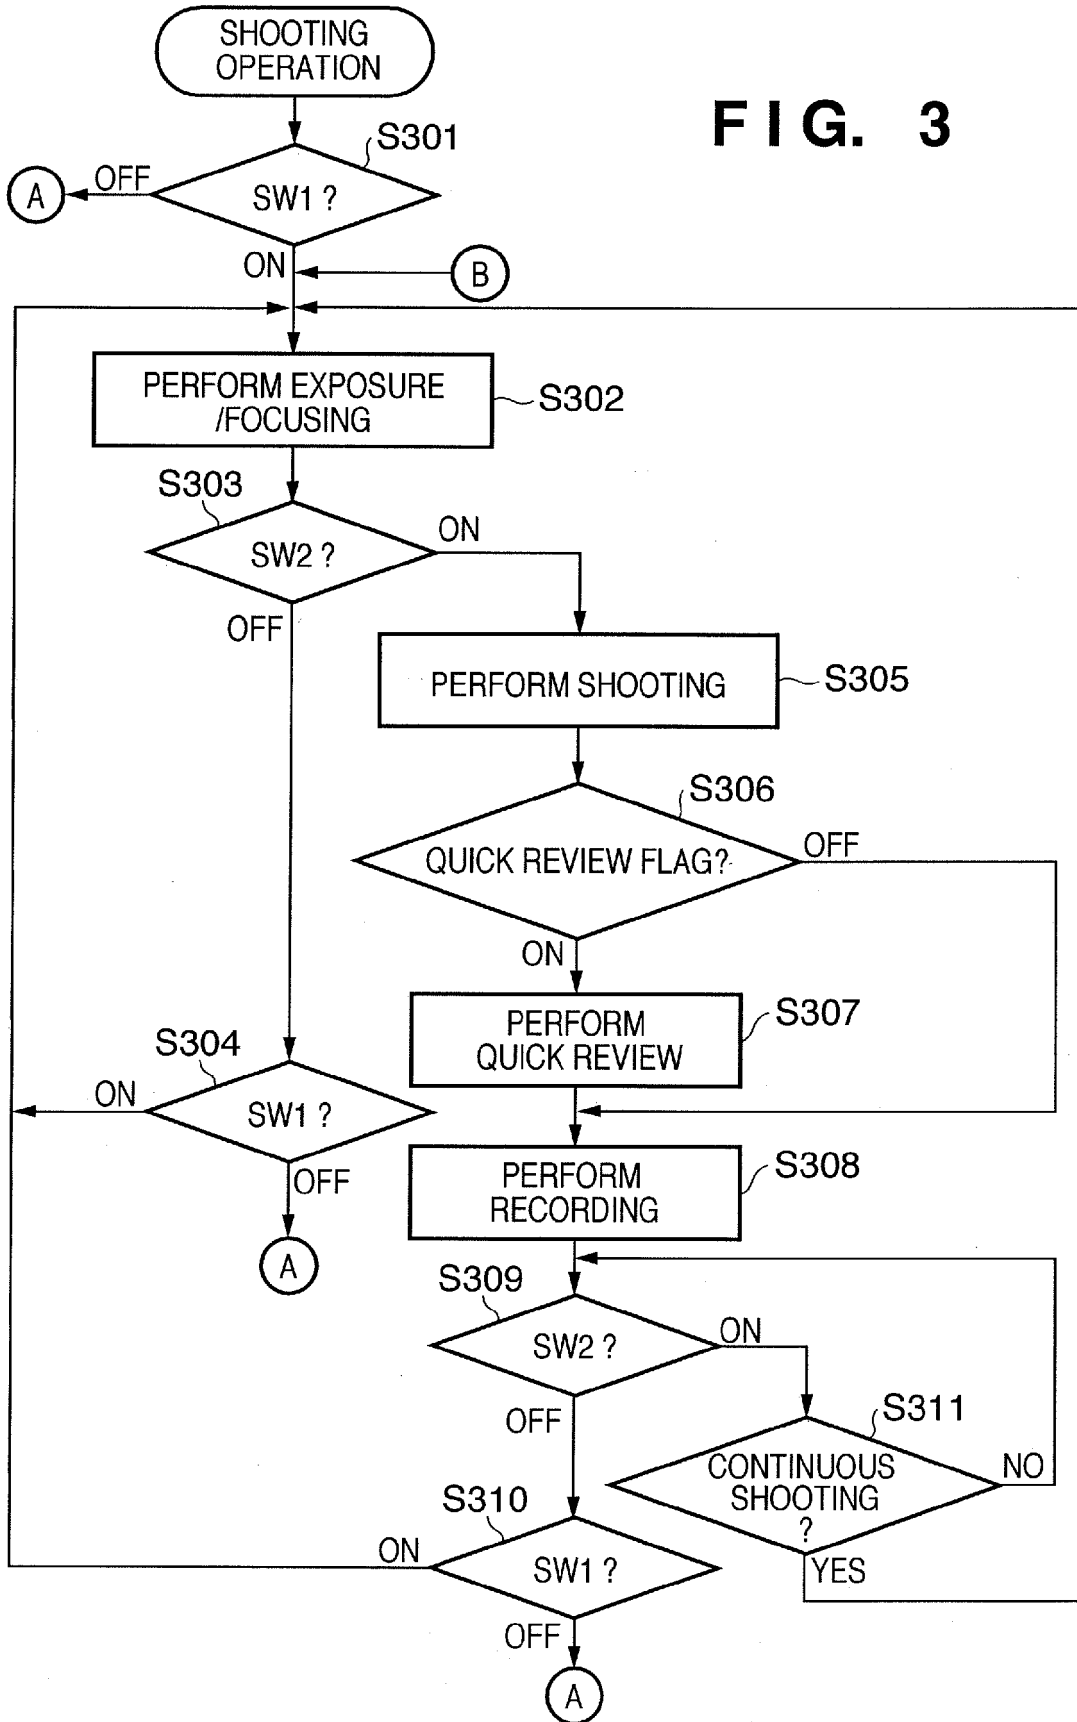 SHOOTING
OPERATION
FIG. 3
S301
SW1 ?
OFF
A
ON
B
PERFORM EXPOSURE
/FOCUSING
S302
S303
SW2 ?
ON
OFF
PERFORM SHOOTING
S305
S306
QUICK REVIEW FLAG?
OFF
ON
PERFORM
QUICK REVIEW
S307
S304
SW1 ?
ON
OFF
A
PERFORM
RECORDING
S308
S309
SW2 ?
ON
OFF
S311
CONTINUOUS
SHOOTING
?
NO
YES
S310
SW1 ?
ON
OFF
A